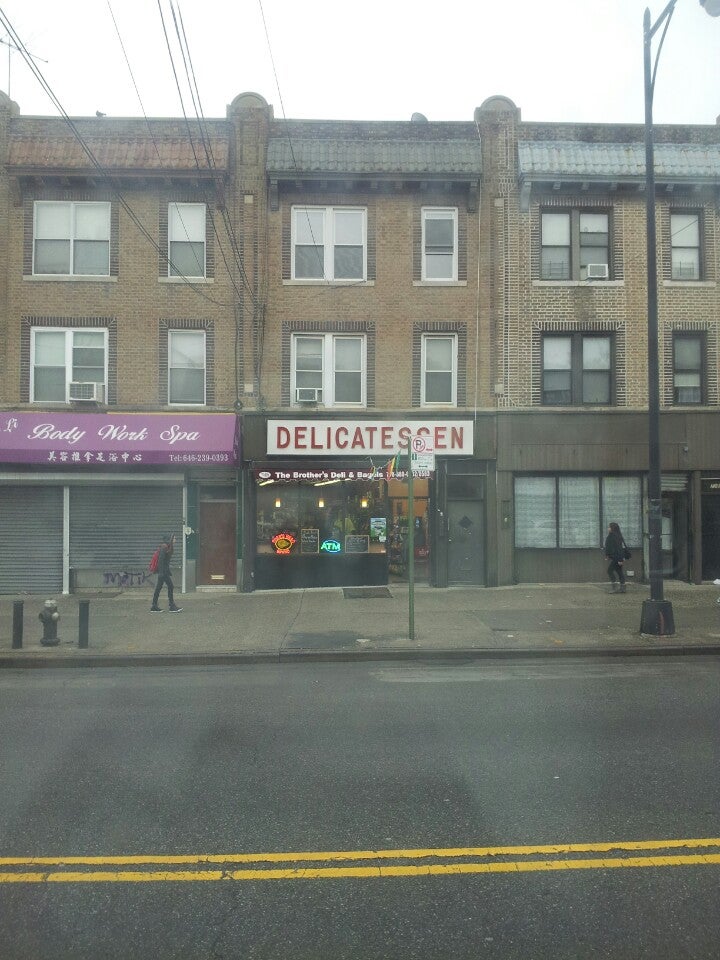 Li
Body Work Spa
美容推拿足浴中心
Tel:646-239-0393
DELICATESSEN
The Brother's Deli & Bagels
ATM